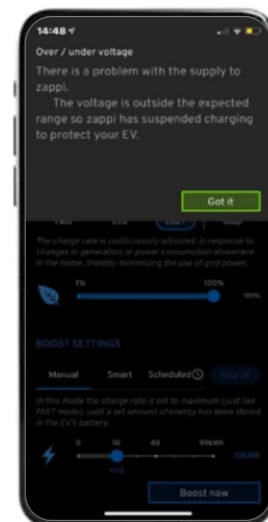 14:48
Over / under voltage
There is a problem with the supply to
zappi.
The voltage is outside the expected
range so zappi has suspended charging
to protect your EV.
Got it
Fast Eco Eco+ Stop
The charge rate is continuously adjusted, in response
to changes in generation or power consumption elsewhere
in the home, thereby minimising the use of grid power.
1% 100%
100%
BOOST SETTINGS
Manual Smart Scheduled
In this mode the charge rate is set to maximum (just like
FAST mode), until a set amount of energy has been stored
in the EV's battery.
0 10 40 99kWh
10kWh
+10
Boost now